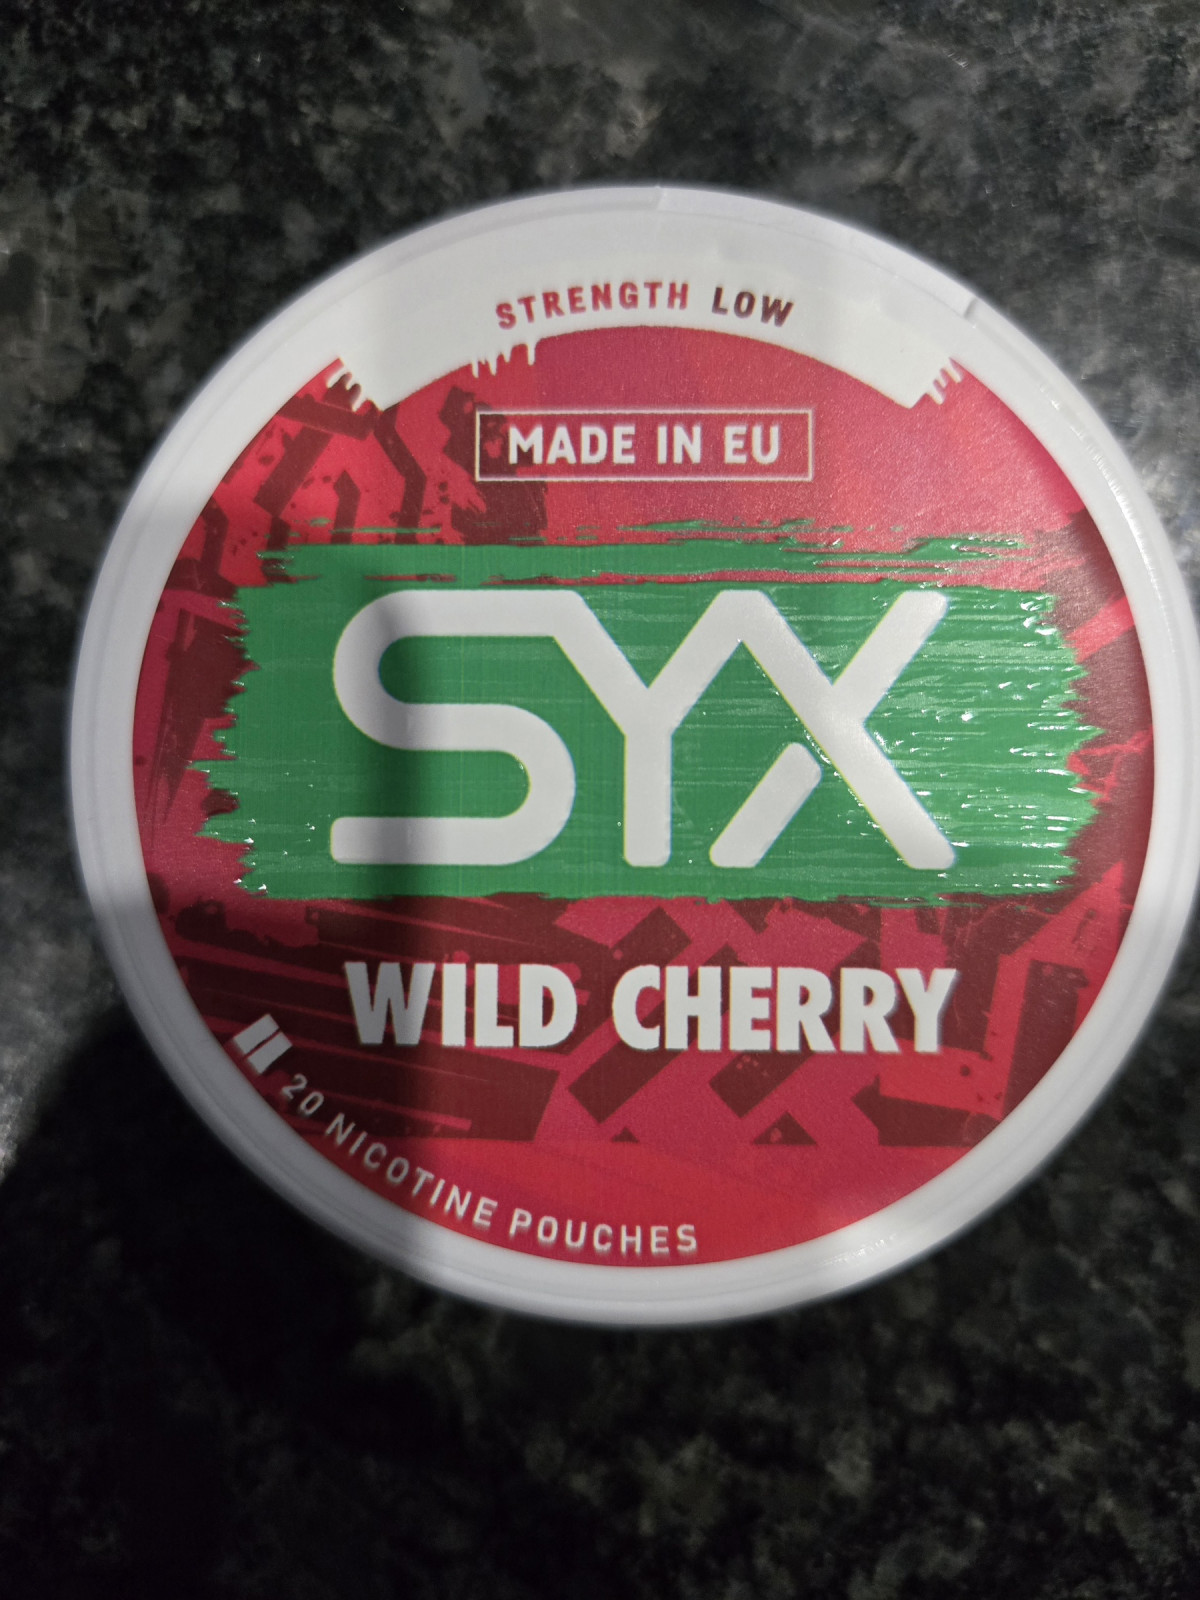 STRENGTH LOW
MADE IN EU
SYX
WILD CHERRY
20 NICOTINE POUCHES